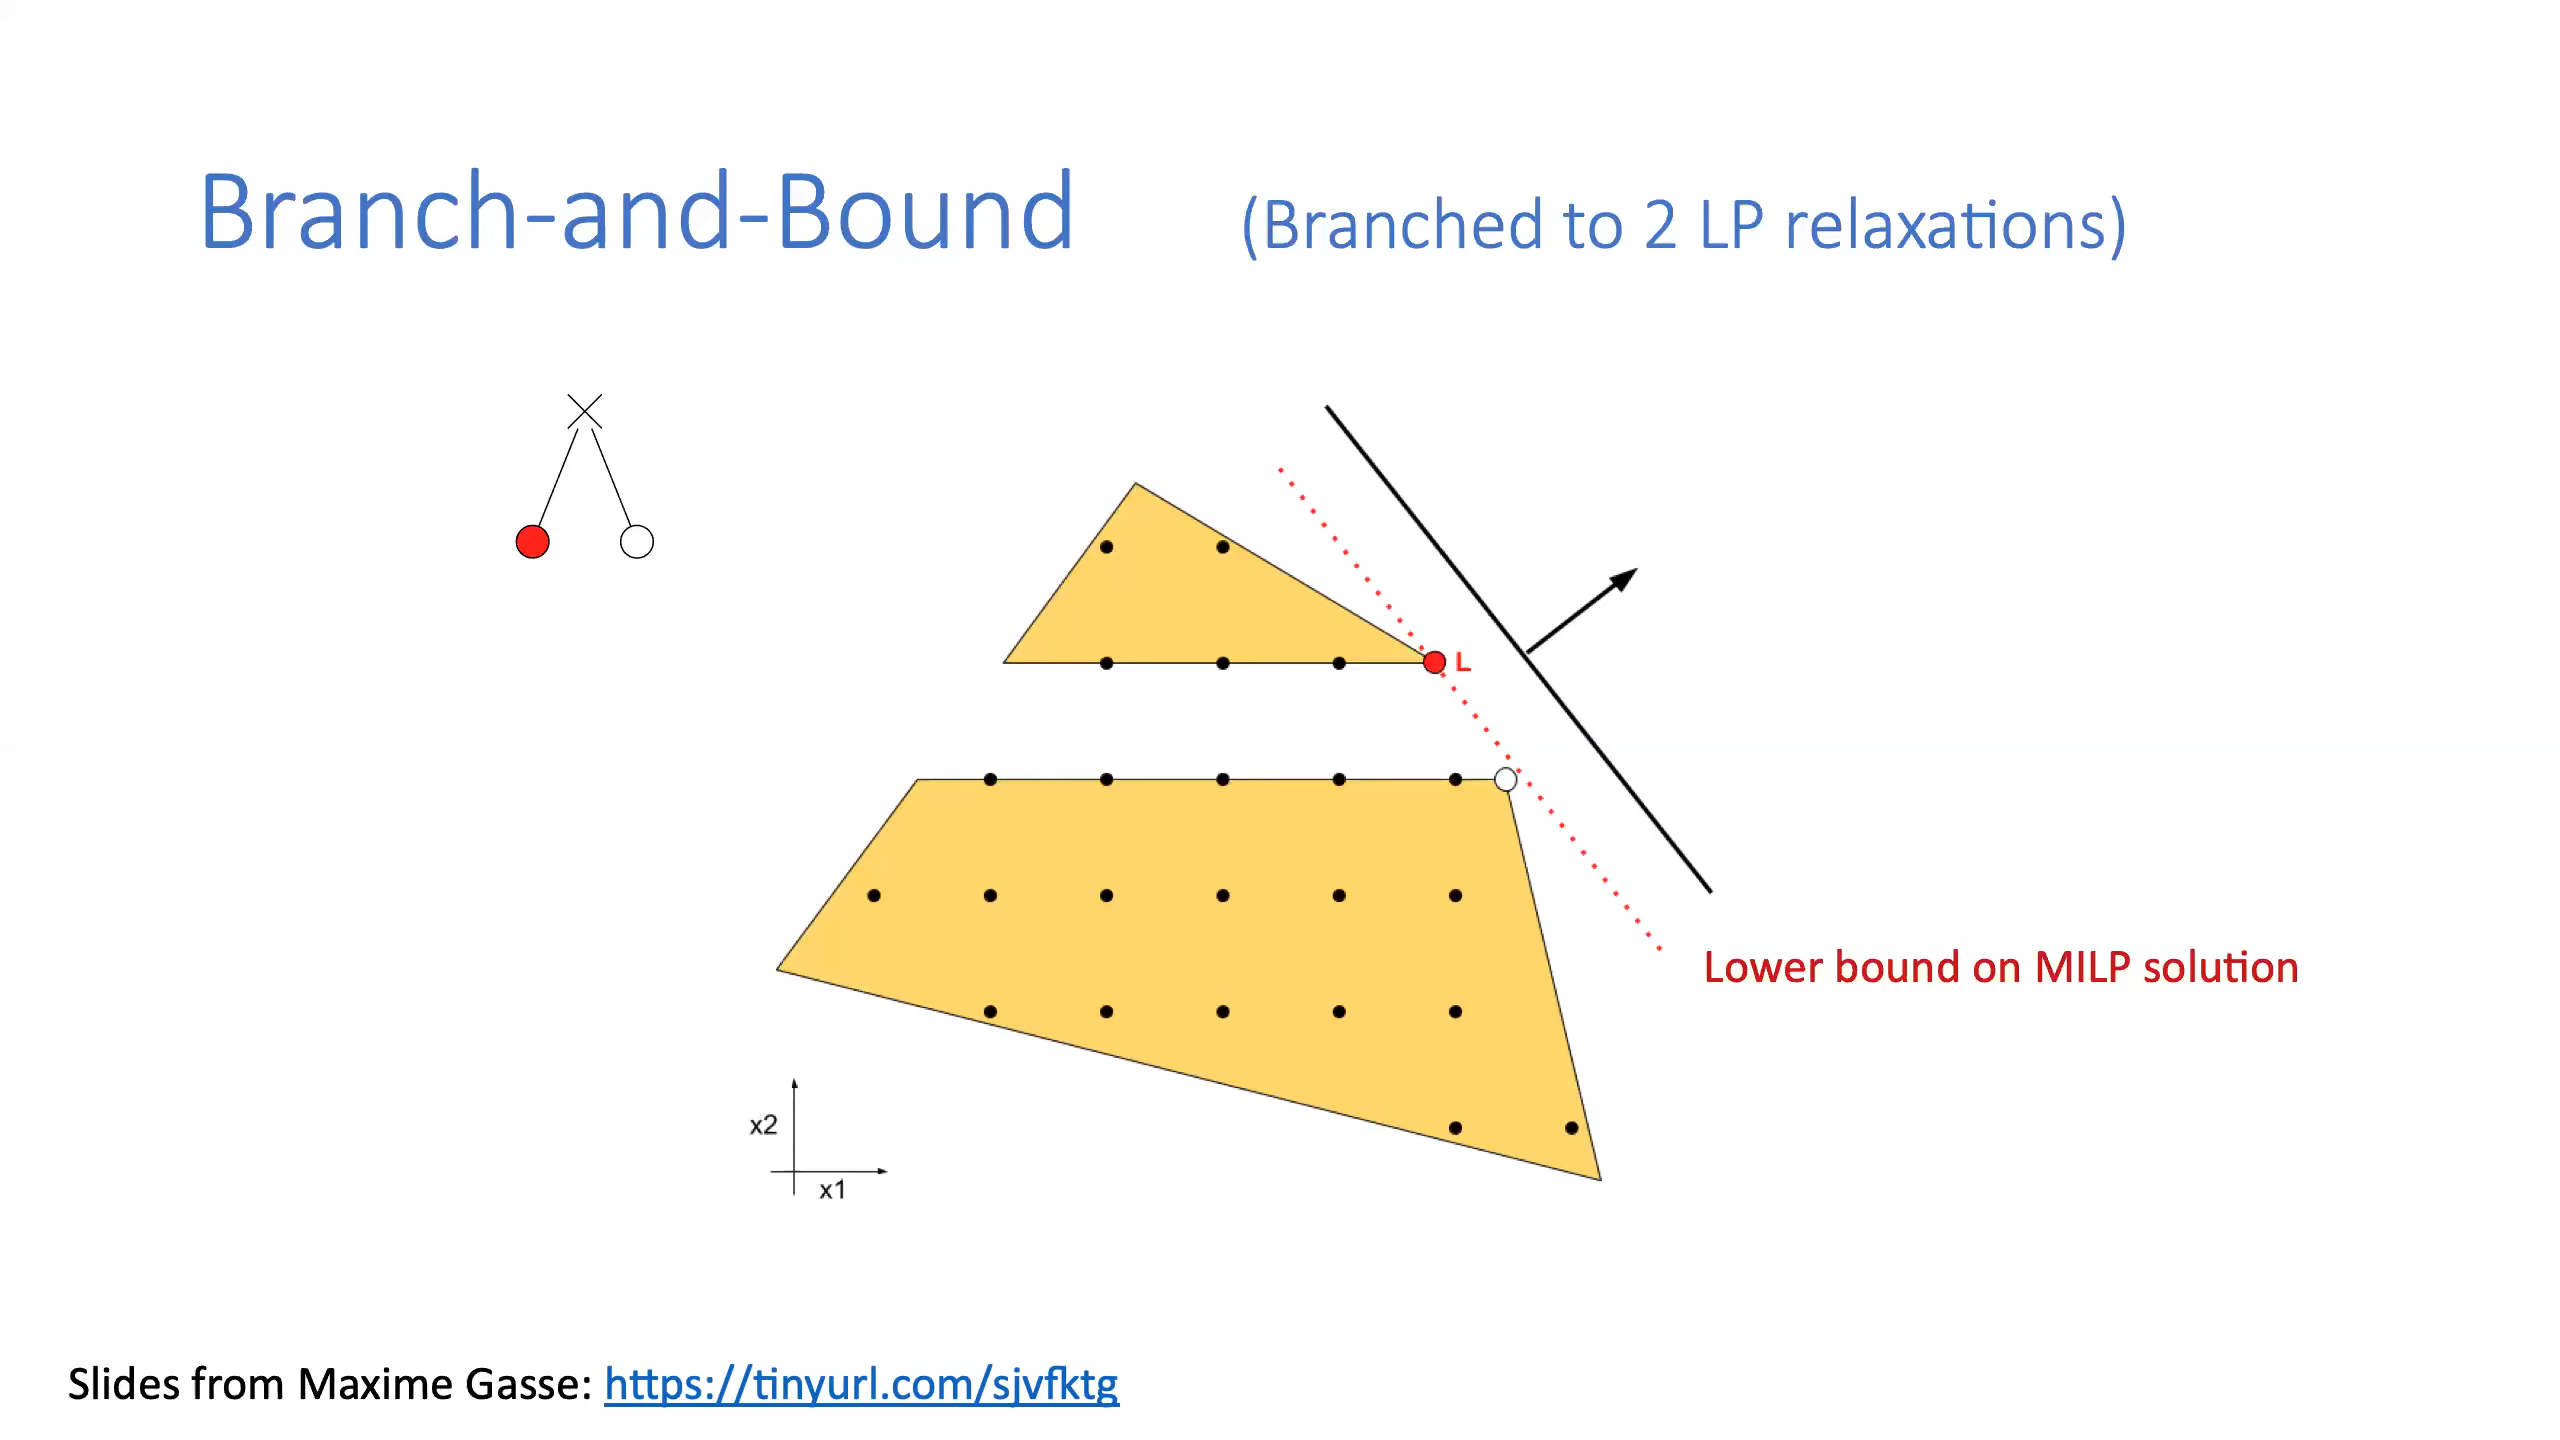 Branch-and-Bound (Branched to 2 LP relaxations)
L
Lower bound on MILP solution
x2
x1
Slides from Maxime Gasse: https://tinyurl.com/sjvfktg